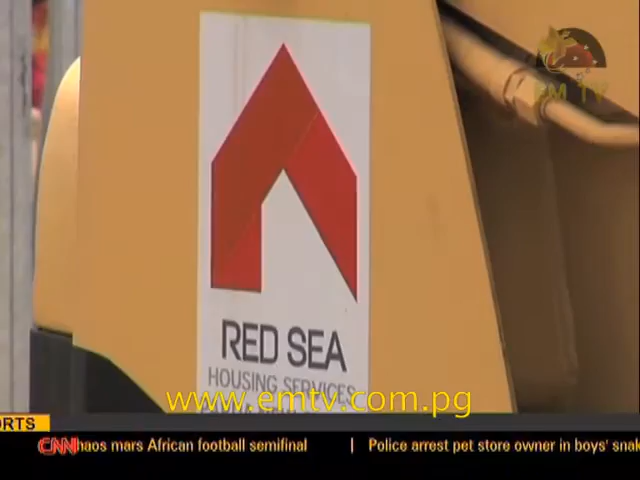 EM TV
RED SEA
HOUSING SERVICES
www.emtv.com.pg
ORTS
CNN haos mars African football semifinal | Police arrest pet store owner in boys' snak